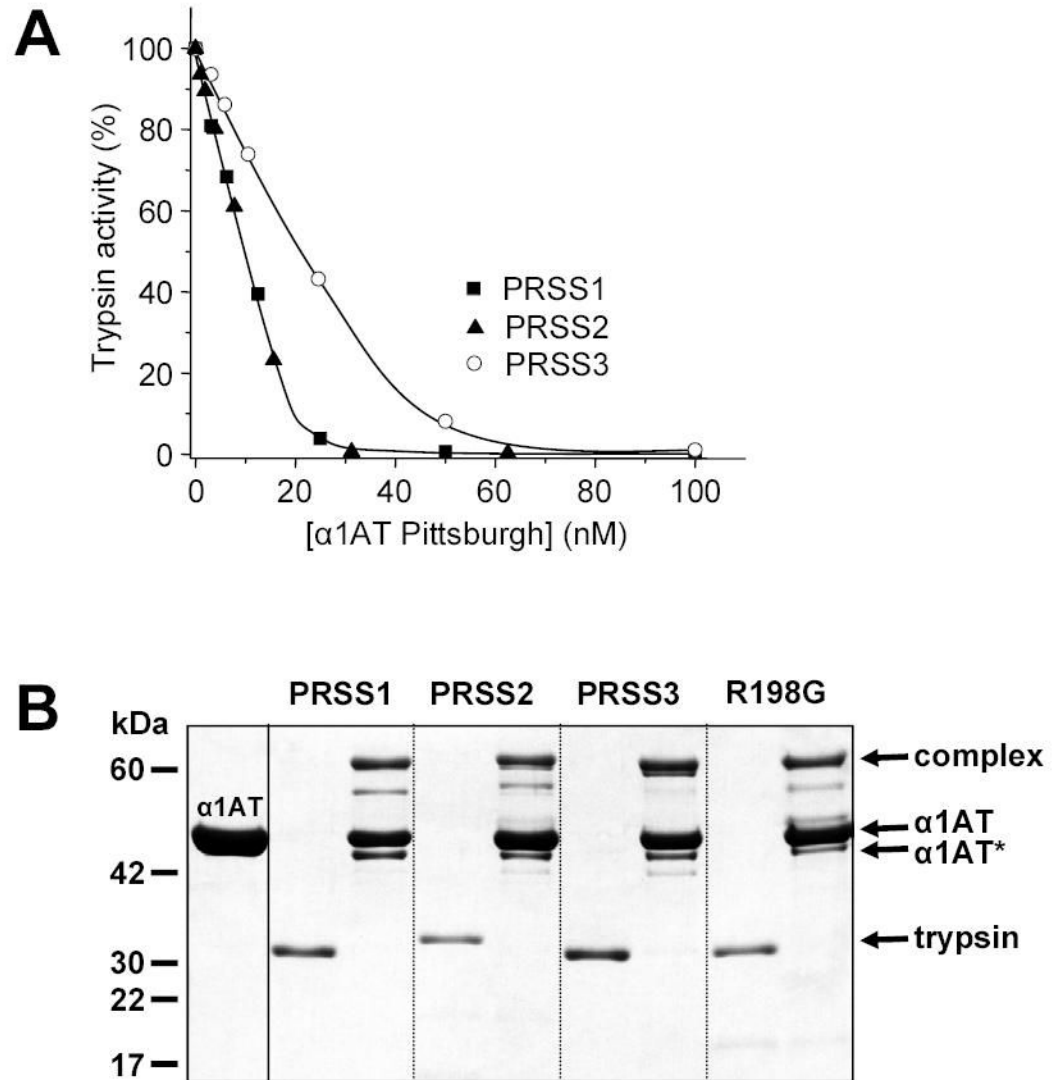 A
Trypsin activity (%)
100
80
60
40
20
0
PRSS1
PRSS2
PRSS3
0 20 40 60 80 100
[α1AT Pittsburgh] (nM)
B
kDa
PRSS1 PRSS2 PRSS3 R198G
60
42
30
22
17
α1AT
complex
α1AT
α1AT*
trypsin